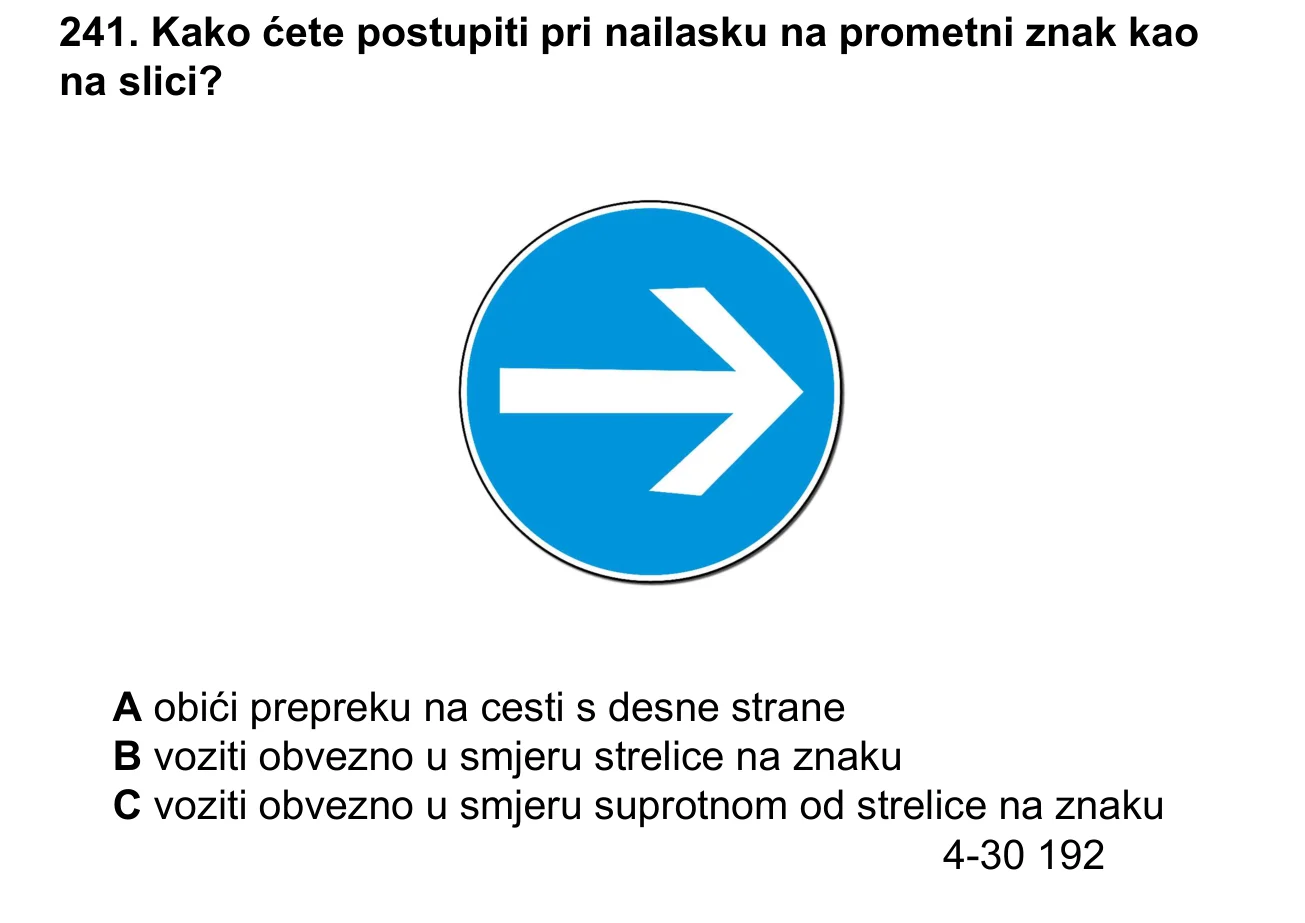 241. Kako ćete postupiti pri nailasku na prometni znak kao
na slici?
A obići prepreku na cesti s desne strane
B voziti obvezno u smjeru strelice na znaku
C voziti obvezno u smjeru suprotnom od strelice na znaku
4-30 192